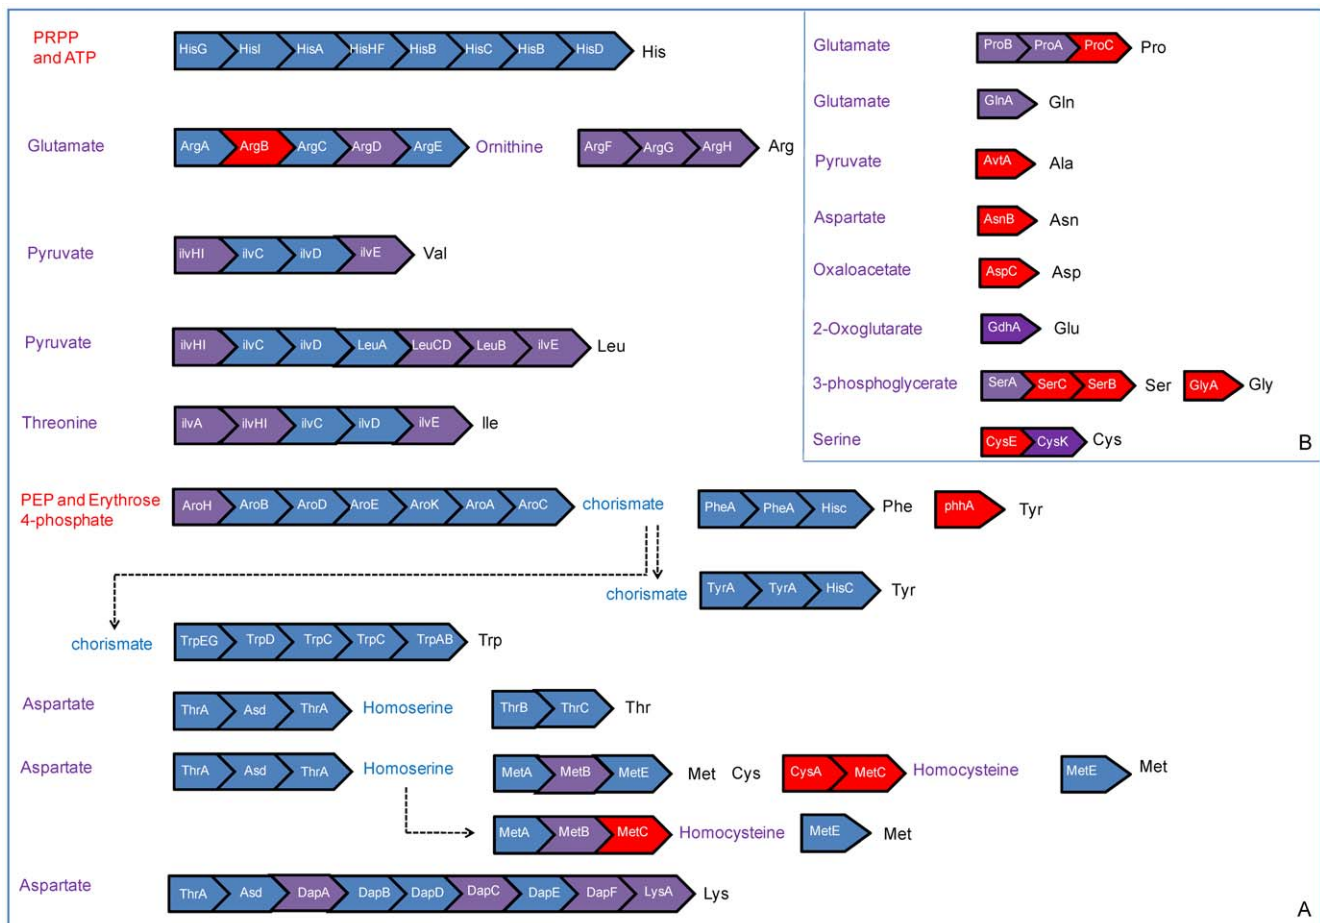 PRPP
and ATP
HisG HisI HisA HisHF HisB HisC HisB HisD His
Glutamate ArgA ArgB ArgC ArgD ArgE Ornithine ArgF ArgG ArgH Arg
Pyruvate ilvHI ilvC ilvD ilvE Val
Pyruvate ilvHI ilvC ilvD LeuA LeuCD LeuB ilvE Leu
Threonine ilvA ilvHI ilvC ilvD ilvE Ile
Glutamate ProB ProA ProC Pro
Glutamate GlnA Gln
Pyruvate AvtA Ala
Aspartate AsnB Asn
Oxaloacetate AspC Asp
2-Oxoglutarate GdhA Glu
3-phosphoglycerate SerA SerC SerB Ser GlyA Gly
Serine CysE CysK Cys
B
PEP and Erythrose
4-phosphate
AroH AroB AroD AroE AroK AroA AroC chorismate PheA PheA Hisc Phe phhA Tyr
chorismate TyrA TyrA HisC Tyr
chorismate TrpEG TrpD TrpC TrpC TrpAB Trp
Aspartate ThrA Asd ThrA Homoserine ThrB ThrC Thr
Aspartate ThrA Asd ThrA Homoserine MetA MetB MetE Met Cys CysA MetC Homocysteine MetE Met
MetA MetB MetC Homocysteine MetE Met
Aspartate ThrA Asd DapA DapB DapD DapC DapE DapF LysA Lys
A